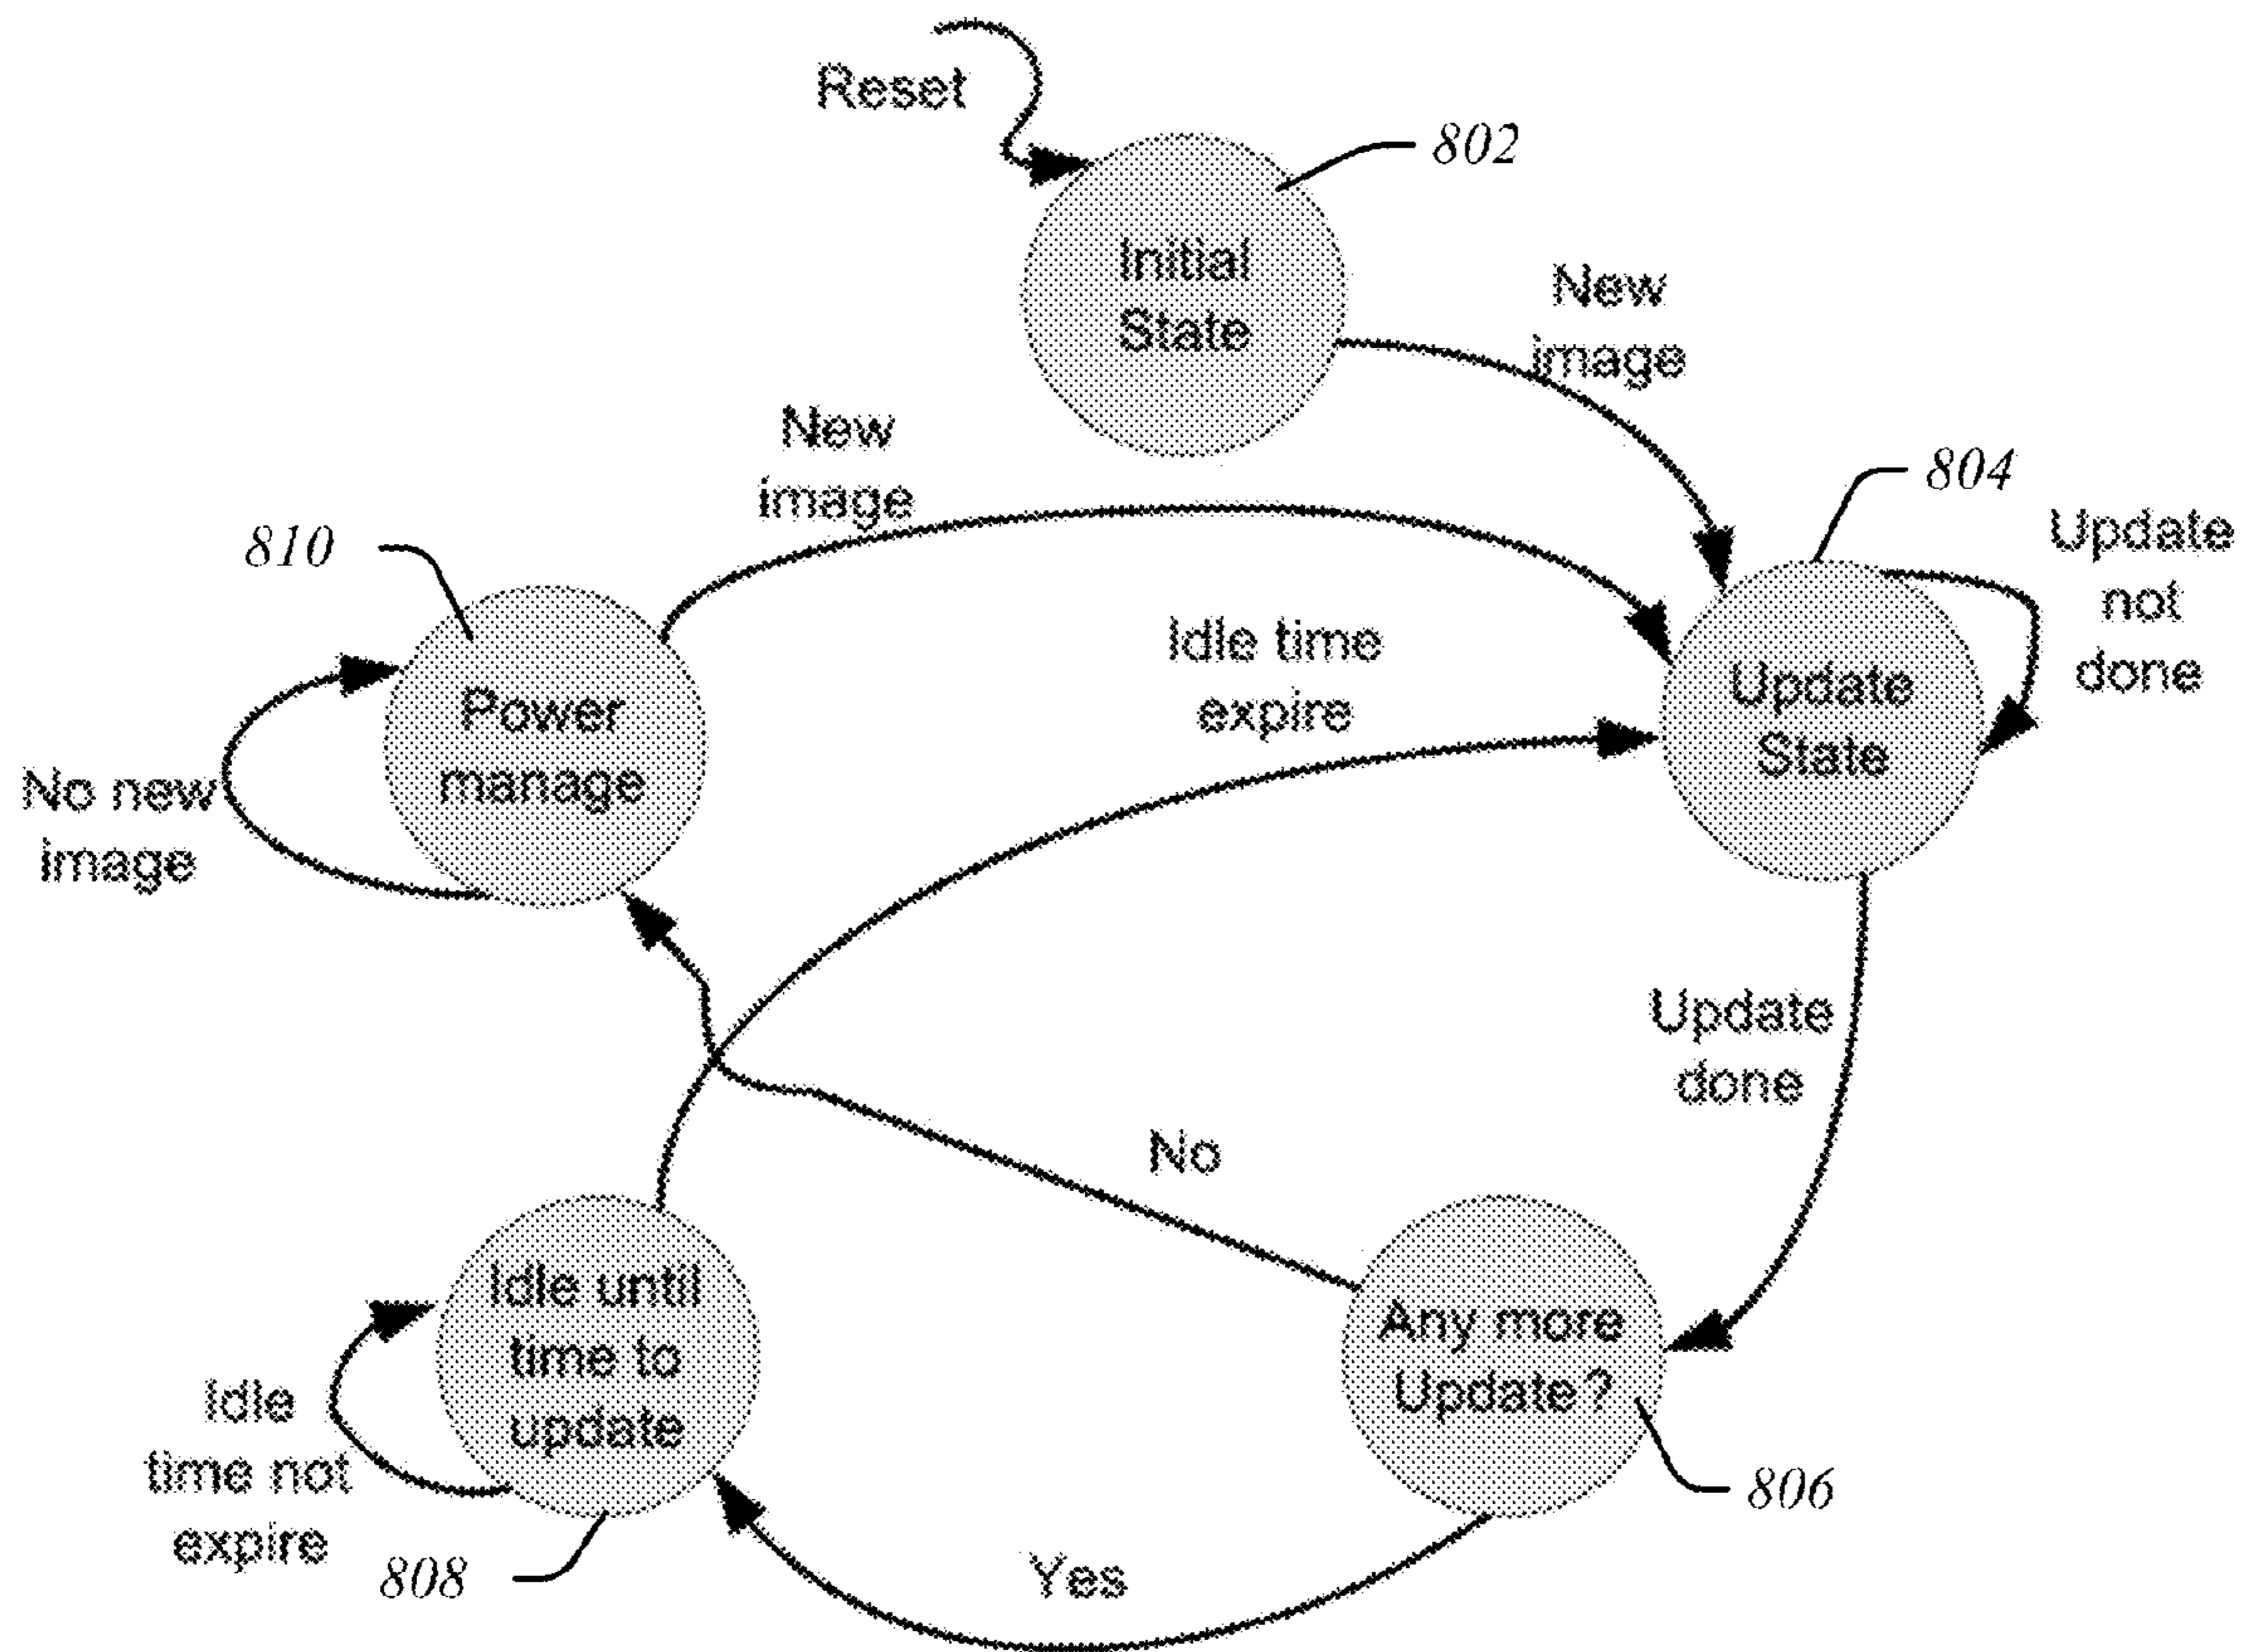 Reset
802
Initial
State
New
image
New
image
804
Update
not
done
810
Idle time
expire
Power
manage
Update
State
No new
image
Update
done
No
Idle until
time to
update
Any more
Update?
Idle
time not
expire
806
808
Yes